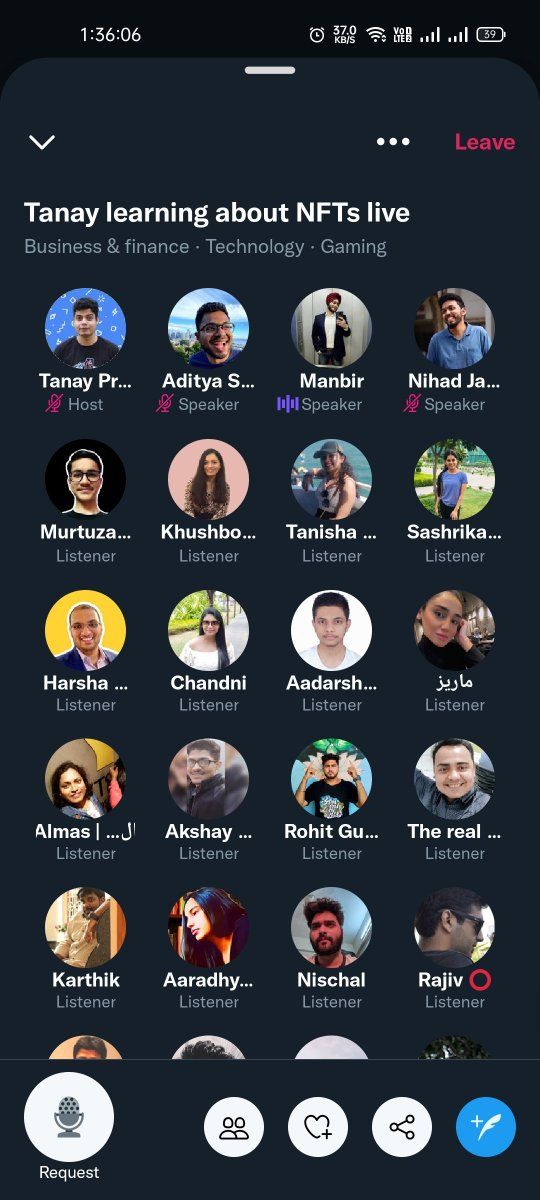 1:36:06 37.0 KB/S VoD LTE2 39
Leave
Tanay learning about NFTs live
Business & finance · Technology · Gaming
Tanay Pr... Aditya S... Manbir Nihad Ja...
Host Speaker Speaker Speaker
Murtuza... Khushbo... Tanisha ... Sashrika...
Listener Listener Listener Listener
Harsha ... Chandni Aadarsh... ماريز
Listener Listener Listener Listener
Almas | ...ال Akshay ... Rohit Gu... The real ...
Listener Listener Listener Listener
Karthik Aaradhy... Nischal Rajiv
Listener Listener Listener Listener
Request